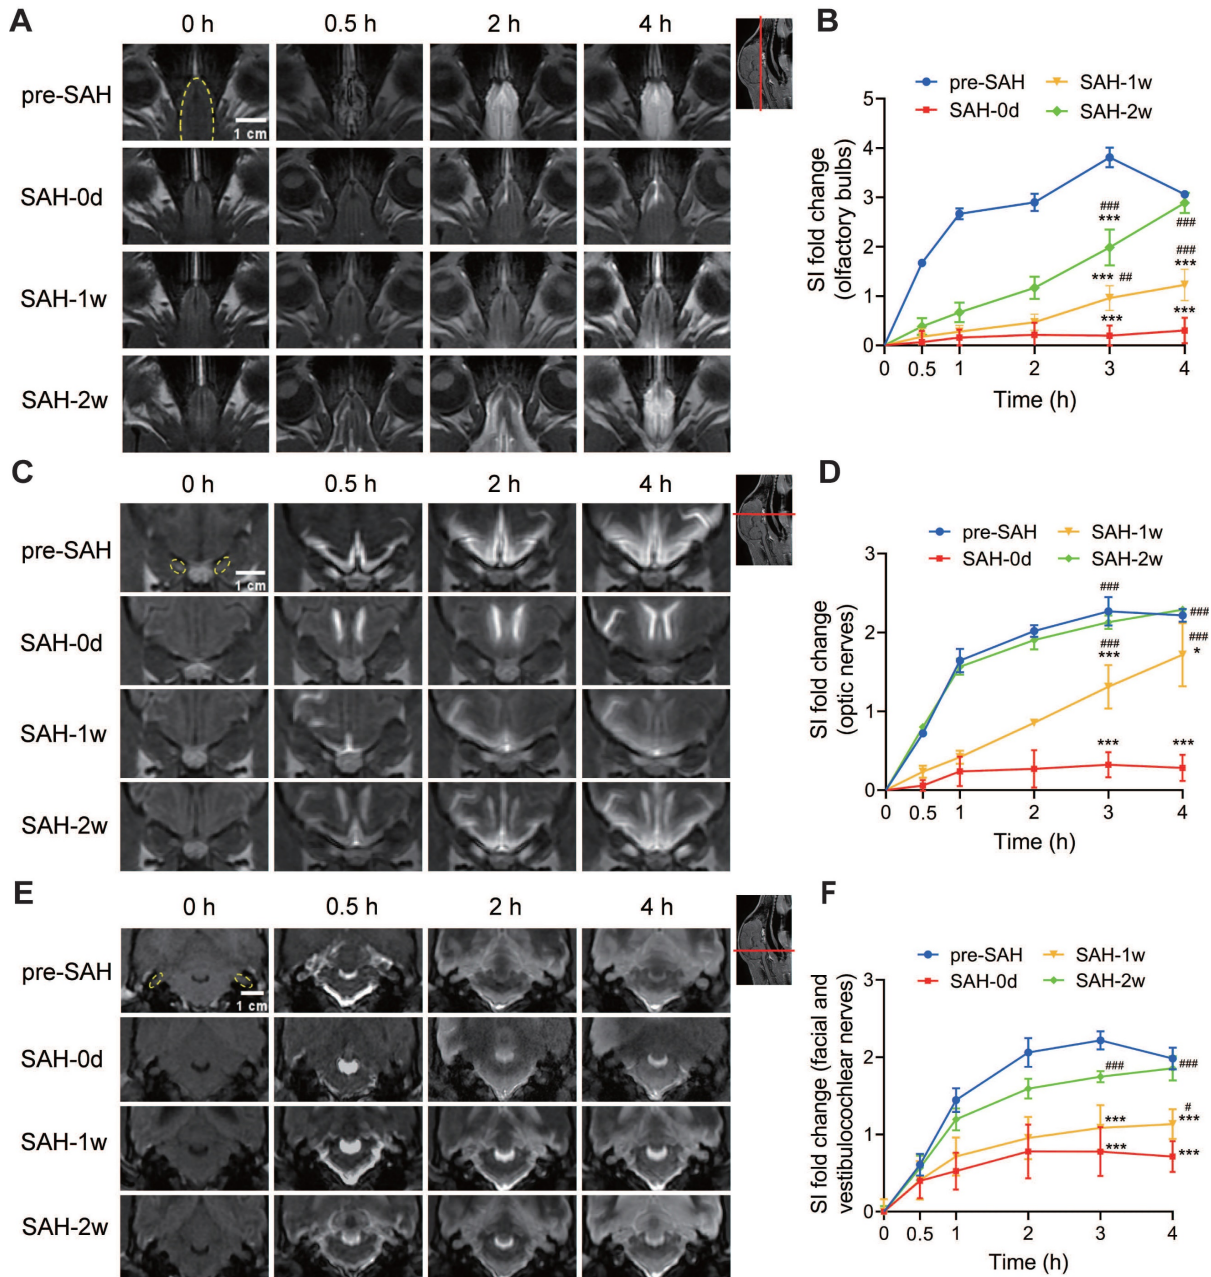 A
0 h
0.5 h
2 h
4 h
pre-SAH
1 cm
SAH-0d
SAH-1w
SAH-2w
B
pre-SAH
SAH-1w
SAH-0d
SAH-2w
SI fold change
(olfactory bulbs)
5
4
3
2
1
0
###
***
###
###
***
*** ##
***
***
0
0.5
1
2
3
4
Time (h)
C
0 h
0.5 h
2 h
4 h
pre-SAH
1 cm
SAH-0d
SAH-1w
SAH-2w
D
pre-SAH
SAH-1w
SAH-0d
SAH-2w
SI fold change
(optic nerves)
3
2
1
0
###
###
###
***
###
*
***
***
0
0.5
1
2
3
4
Time (h)
E
0 h
0.5 h
2 h
4 h
pre-SAH
1 cm
SAH-0d
SAH-1w
SAH-2w
F
pre-SAH
SAH-1w
SAH-0d
SAH-2w
SI fold change (facial and
vestibulocochlear nerves)
3
2
1
0
###
###
#
***
***
***
***
0
0.5
1
2
3
4
Time (h)